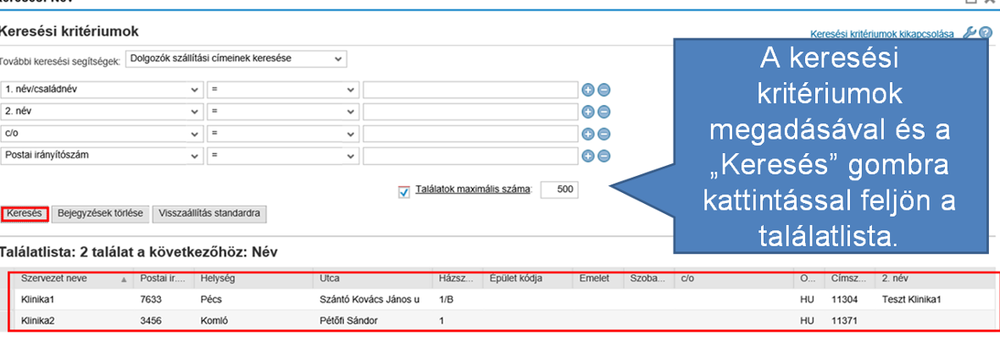 Keresési kritériumok
Keresési kritériumok kikapcsolása
További keresési segítségek: Dolgozók szállítási címeinek keresése
1. név/családnév =
2. név =
c/o =
Postai irányítószám =
Találatok maximális száma: 500
Keresés Bejegyzések törlése Visszaállítás standardra
A keresési
kritériumok
megadásával és a
„Keresés” gombra
kattintással feljön a
találatlista.
Találatlista: 2 találat a következőhöz: Név
Szervezet neve Postai ir.... Helység Utca Házsz... Épület kódja Emelet Szoba... c/o O... Címsz... 2. név
Klinika1 7633 Pécs Szántó Kovács János u 1/B HU 11304 Teszt Klinika1
Klinika2 3456 Komló Pétőfi Sándor 1 HU 11371